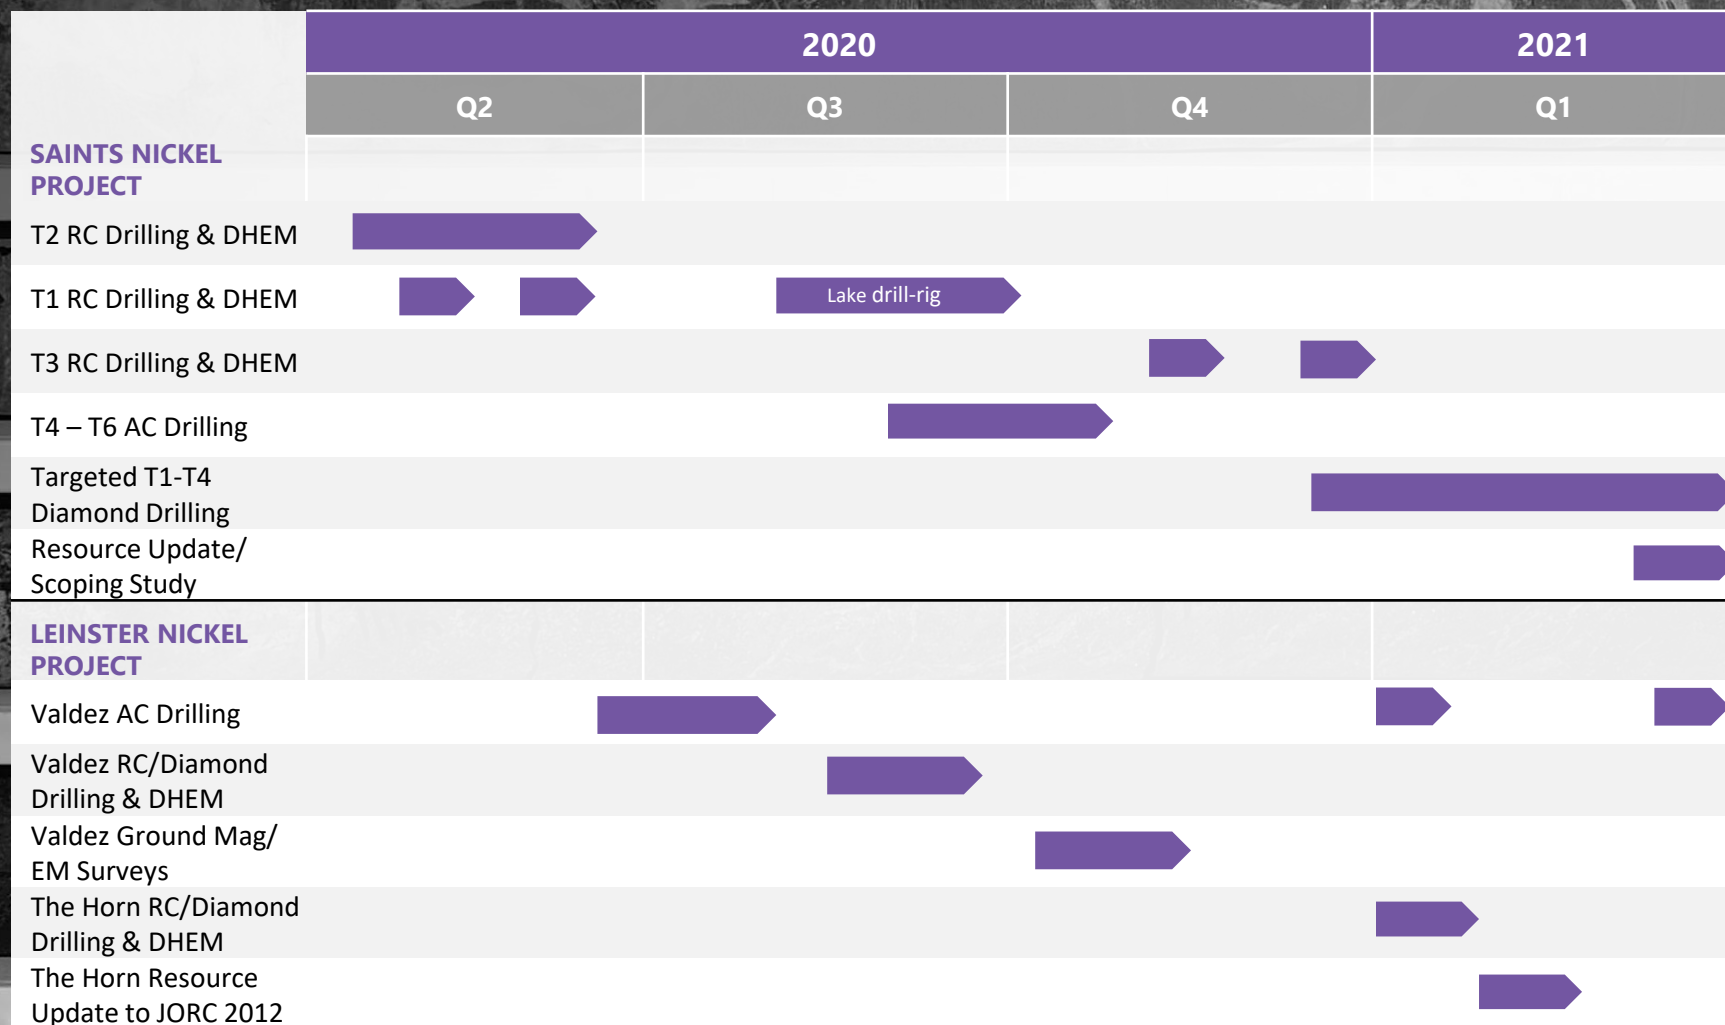 2020
2021
Q2
Q3
Q4
Q1
SAINTS NICKEL
PROJECT
T2 RC Drilling & DHEM
T1 RC Drilling & DHEM
Lake drill-rig
T3 RC Drilling & DHEM
T4 – T6 AC Drilling
Targeted T1-T4
Diamond Drilling
Resource Update/
Scoping Study
LEINSTER NICKEL
PROJECT
Valdez AC Drilling
Valdez RC/Diamond
Drilling & DHEM
Valdez Ground Mag/
EM Surveys
The Horn RC/Diamond
Drilling & DHEM
The Horn Resource
Update to JORC 2012